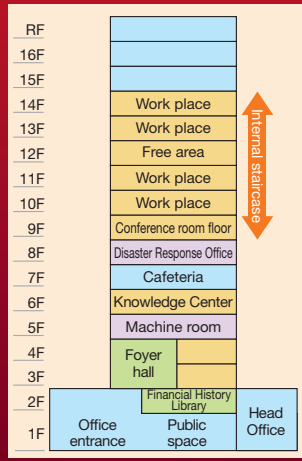 RF
16F
15F
14F Work place
13F Work place
12F Free area
11F Work place
10F Work place
9F Conference room floor
8F Disaster Response Office
7F Cafeteria
6F Knowledge Center
5F Machine room
4F Foyer
hall
3F
2F Financial History
Library
1F Office
entrance
Public
space
Head
Office
Internal staircase